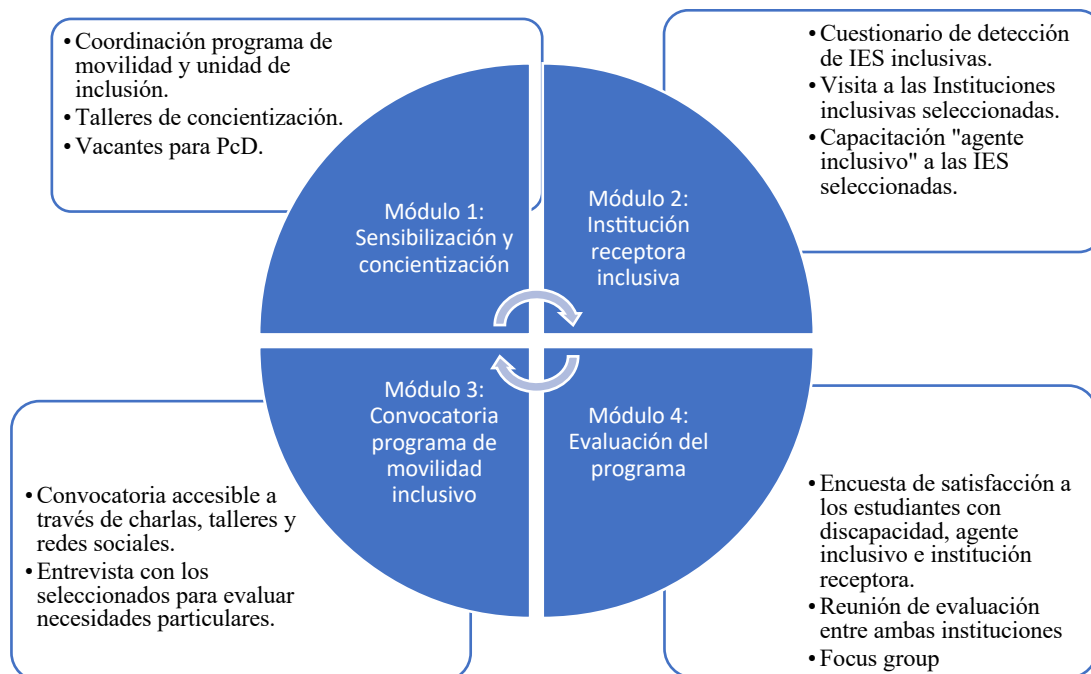 • Coordinación programa de
movilidad y unidad de
inclusión.
• Talleres de concientización.
• Vacantes para PcD.
• Cuestionario de detección
de IES inclusivas.
• Visita a las Instituciones
inclusivas seleccionadas.
• Capacitación "agente
inclusivo" a las IES
seleccionadas.
Módulo 1:
Sensibilización y
concientización
Módulo 2:
Institución
receptora
inclusiva
Módulo 3:
Convocatoria
programa de
movilidad
inclusivo
Módulo 4:
Evaluación del
programa
• Convocatoria accesible a
través de charlas, talleres y
redes sociales.
• Entrevista con los
seleccionados para evaluar
necesidades particulares.
• Encuesta de satisfacción a
los estudiantes con
discapacidad, agente
inclusivo e institución
receptora.
• Reunión de evaluación
entre ambas instituciones
• Focus group